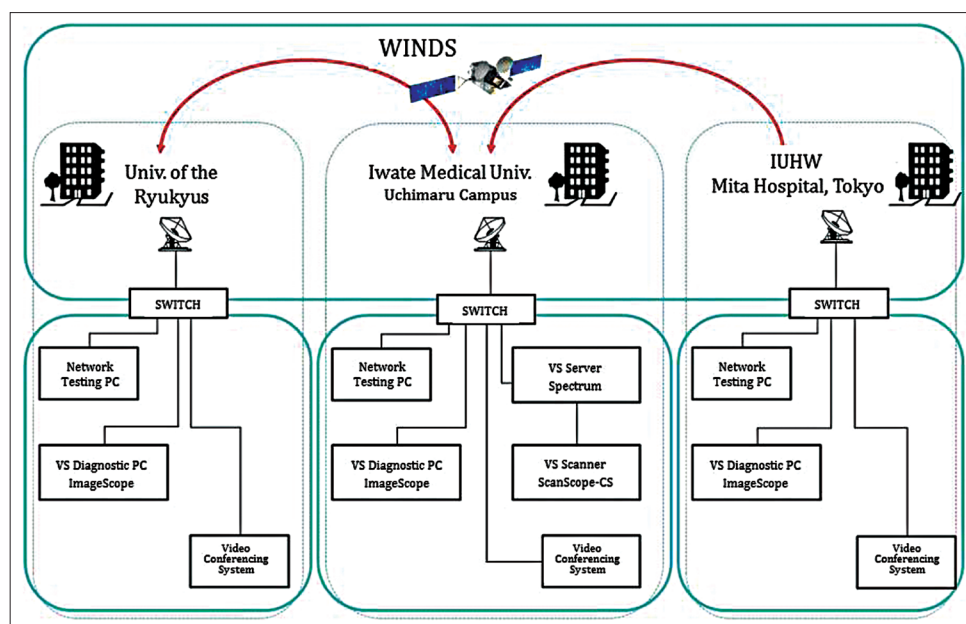 WINDS
Univ. of the
Ryukyus
Iwate Medical Univ.
Uchimaru Campus
IUHW
Mita Hospital, Tokyo
SWITCH
SWITCH
SWITCH
Network
Testing PC
VS Diagnostic PC
ImageScope
Video
Conferencing
System
Network
Testing PC
VS Server
Spectrum
VS Diagnostic PC
ImageScope
VS Scanner
ScanScope-CS
Video
Conferencing
System
Network
Testing PC
VS Diagnostic PC
ImageScope
Video
Conferencing
System